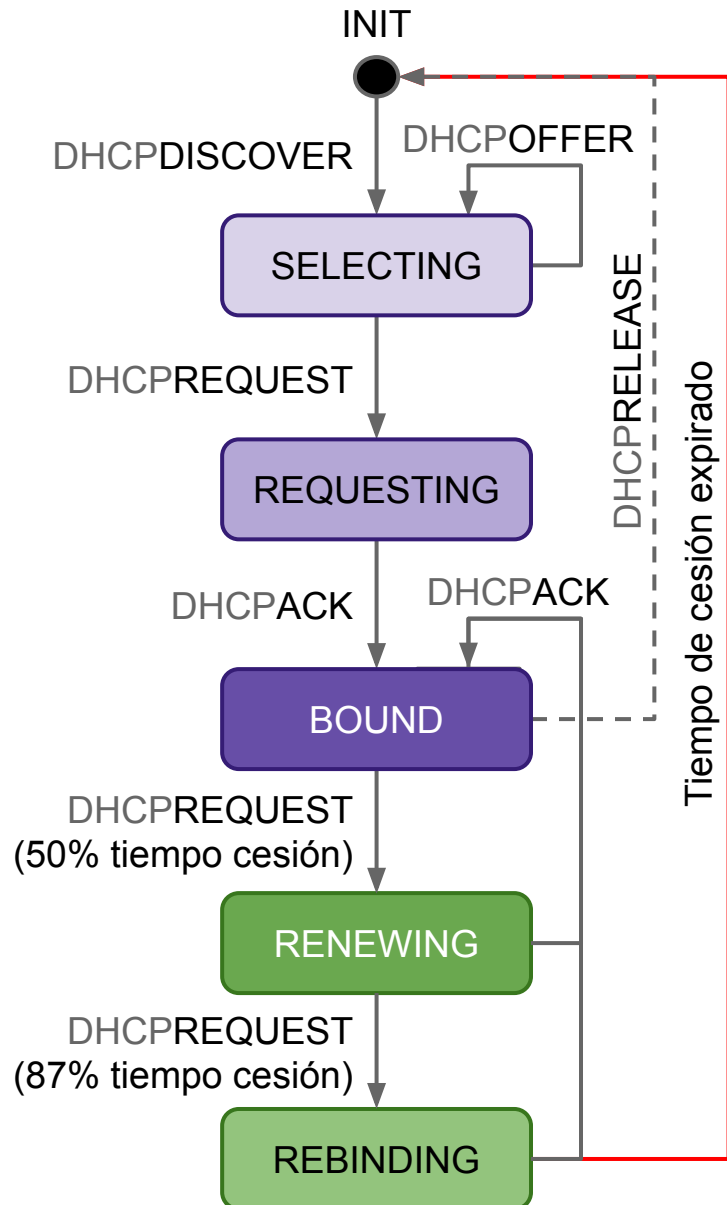 INIT
DHCPDISCOVER
DHCPOFFER
SELECTING
DHCPREQUEST
REQUESTING
DHCPRELEASE
Tiempo de cesión expirado
DHCPACK
DHCPACK
BOUND
DHCPREQUEST
(50% tiempo cesión)
RENEWING
DHCPREQUEST
(87% tiempo cesión)
REBINDING